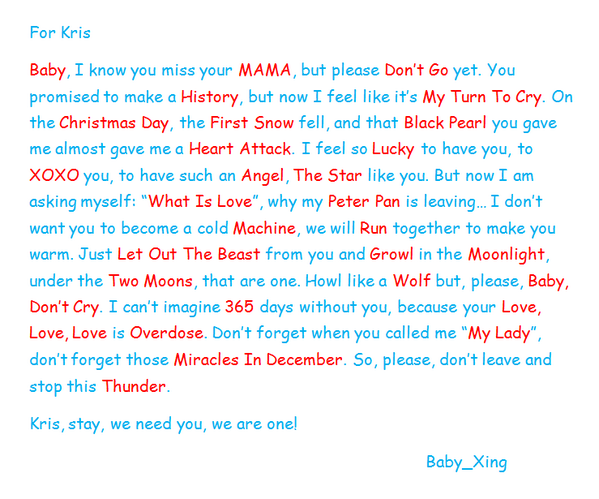 For Kris
Baby, I know you miss your MAMA, but please Don't Go yet. You
promised to make a History, but now I feel like it's My Turn To Cry. On
the Christmas Day, the First Snow fell, and that Black Pearl you gave
me almost gave me a Heart Attack. I feel so Lucky to have you, to
XOXO you, to have such an Angel, The Star like you. But now I am
asking myself: “What Is Love”, why my Peter Pan is leaving… I don't
want you to become a cold Machine, we will Run together to make you
warm. Just Let Out The Beast from you and Growl in the Moonlight,
under the Two Moons, that are one. Howl like a Wolf but, please, Baby,
Don't Cry. I can't imagine 365 days without you, because your Love,
Love, Love is Overdose. Don't forget when you called me “My Lady”,
don't forget those Miracles In December. So, please, don't leave and
stop this Thunder.
Kris, stay, we need you, we are one!
Baby_Xing